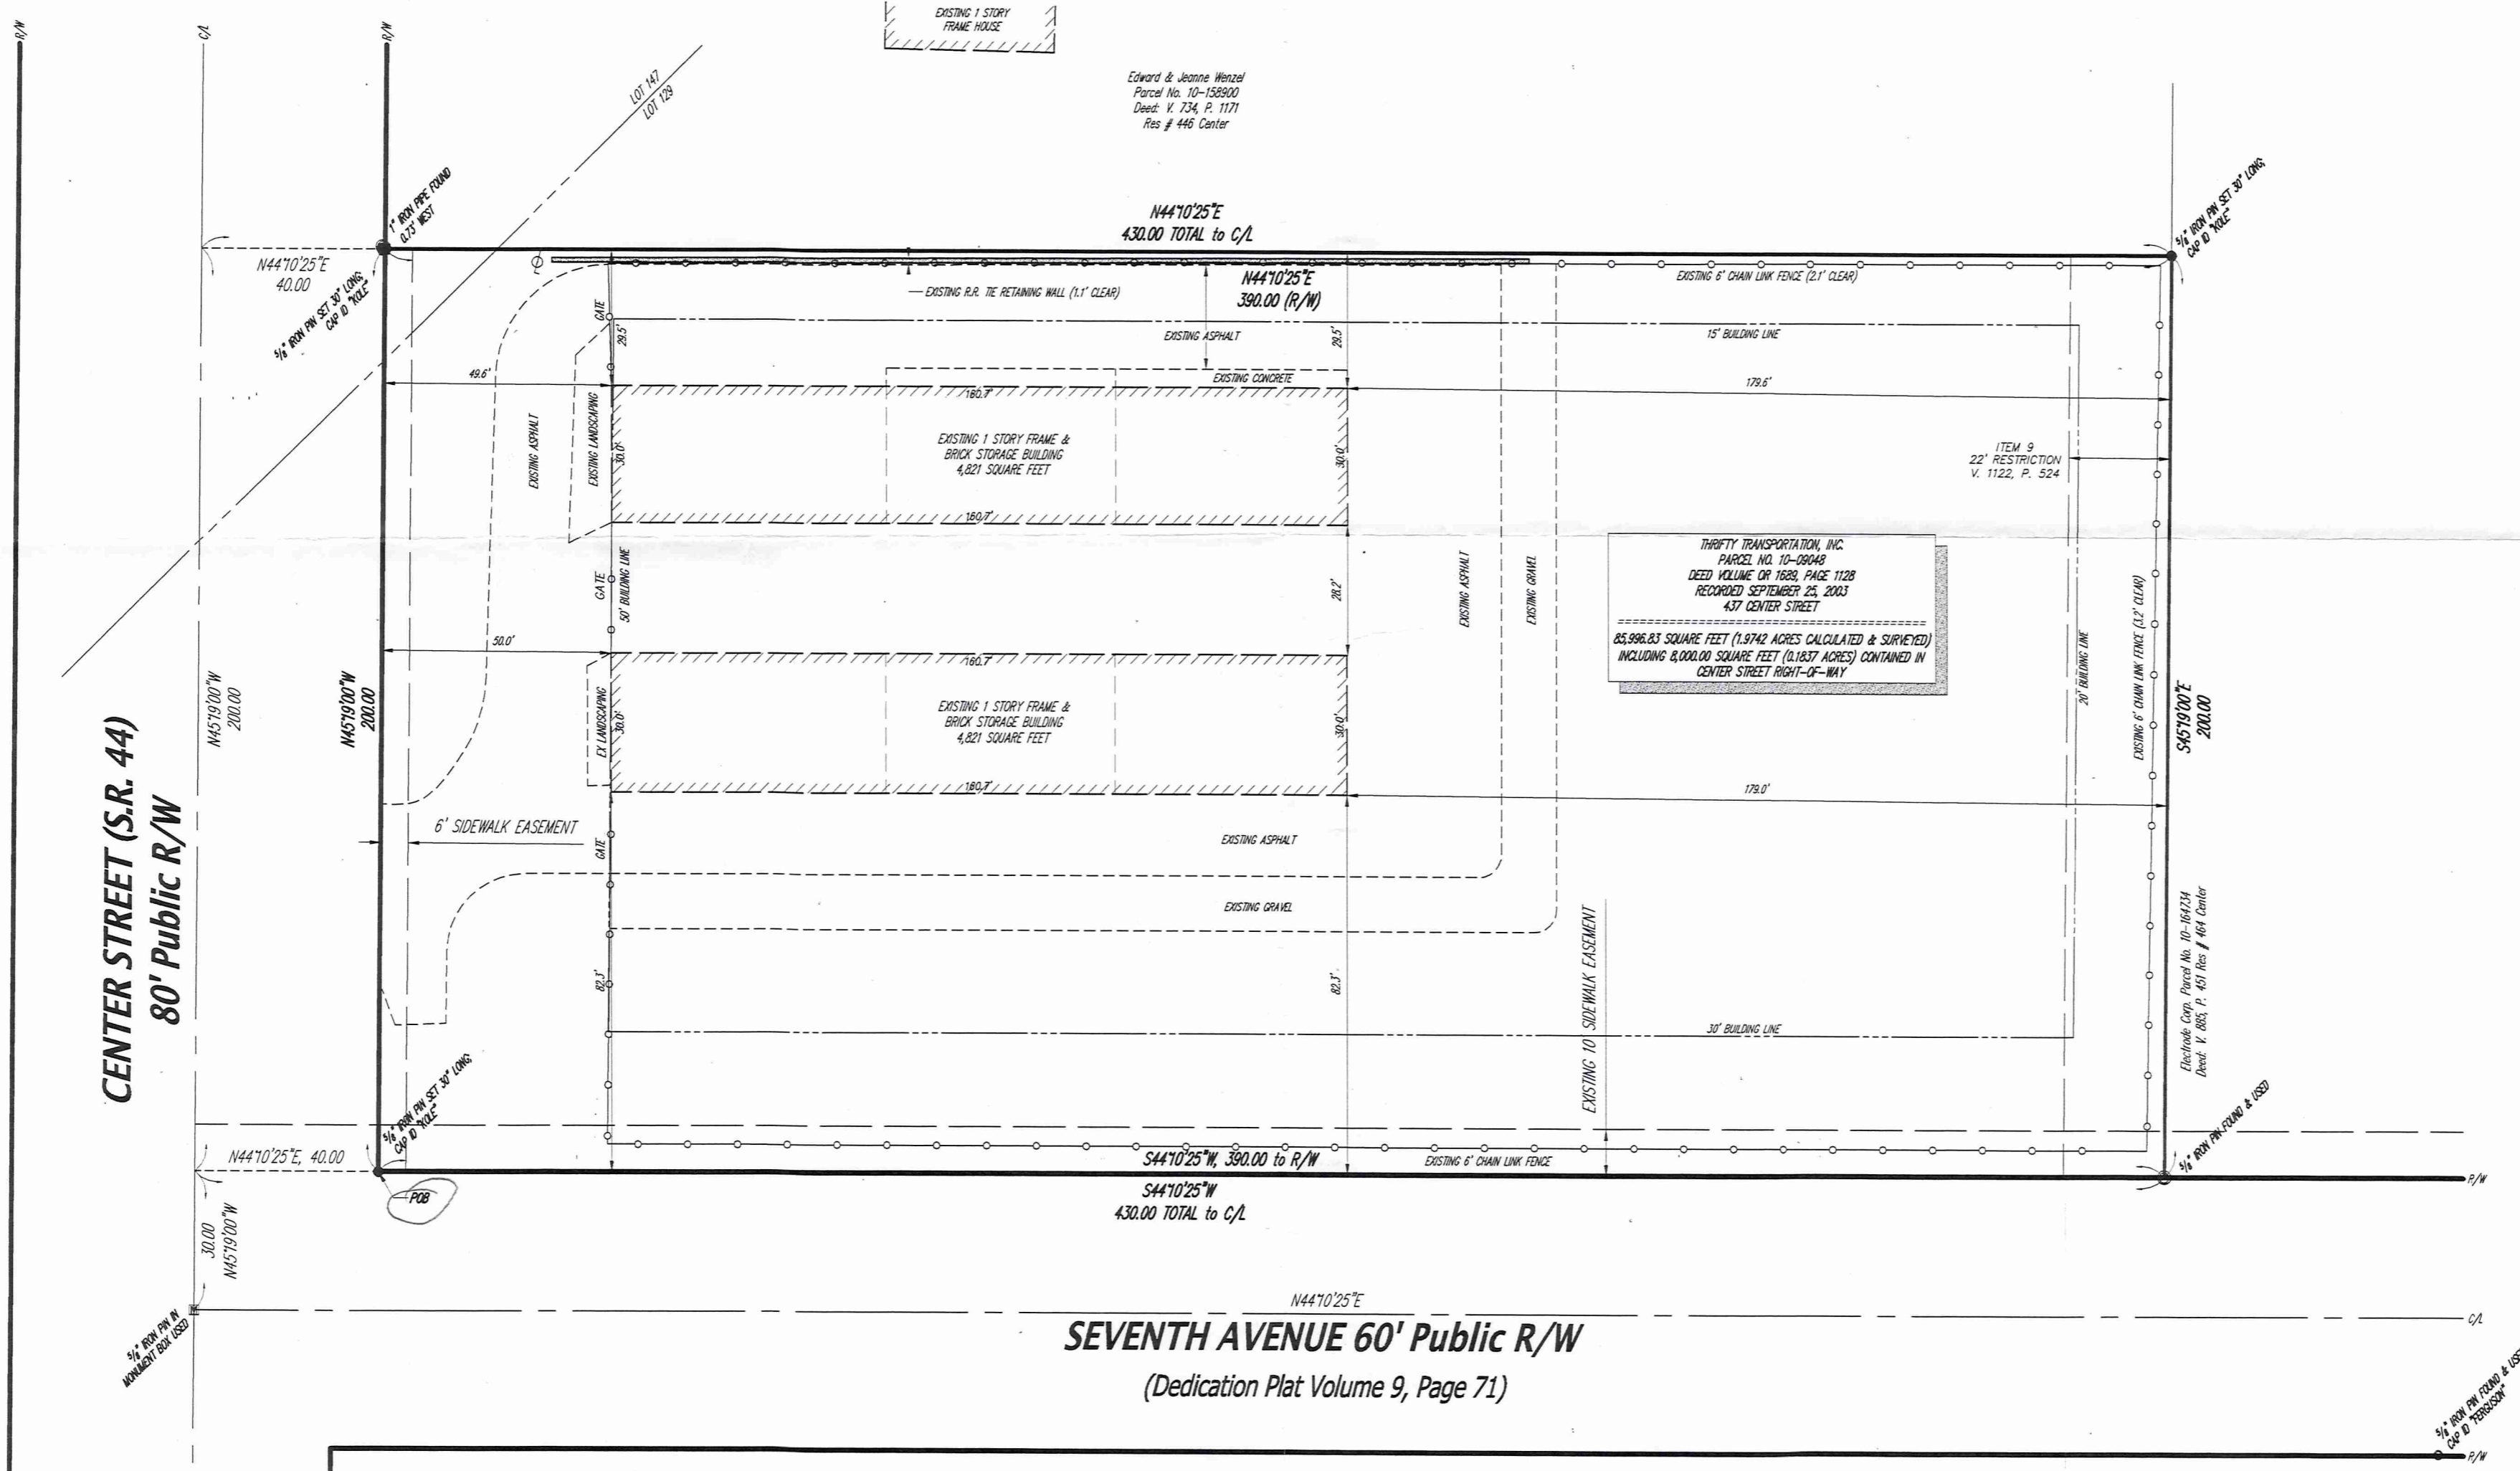 R/W
C/L
R/W
EXISTING 1 STORY
FRAME HOUSE
LOT 147
LOT 129
Edward & Jeanne Wenzel
Parcel No. 10-158900
Deed: V. 734, P. 1171
Res # 446 Center
1" IRON PIPE FOUND
0.73' WEST
5/8" IRON PIN SET 30" LONG,
CAP ID "KOLE"
N44°10'25"E
430.00 TOTAL to C/L
5/8" IRON PIN SET 30" LONG,
CAP ID "KOLE"
N44°10'25"E
40.00
N44°10'25"E
390.00 (R/W)
EXISTING 6' CHAIN LINK FENCE (2.1' CLEAR)
EXISTING R.R. TIE RETAINING WALL (1.1' CLEAR)
GATE
29.5'
EXISTING ASPHALT
29.5'
15' BUILDING LINE
49.6'
EXISTING CONCRETE
179.6'
160.7'
EXISTING ASPHALT
EXISTING LANDSCAPING
30.0'
EXISTING 1 STORY FRAME &
BRICK STORAGE BUILDING
4,821 SQUARE FEET
30.0'
ITEM 9
22' RESTRICTION
V. 1122, P. 524
160.7'
GATE
50' BUILDING LINE
28.2'
EXISTING ASPHALT
EXISTING GRAVEL
THRIFTY TRANSPORTATION, INC.
PARCEL NO. 10-09048
DEED VOLUME OR 1689, PAGE 1128
RECORDED SEPTEMBER 25, 2003
437 CENTER STREET
85,996.83 SQUARE FEET (1.9742 ACRES CALCULATED & SURVEYED)
INCLUDING 8,000.00 SQUARE FEET (0.1837 ACRES) CONTAINED IN
CENTER STREET RIGHT-OF-WAY
EXISTING 6' CHAIN LINK FENCE (3.2' CLEAR)
20' BUILDING LINE
50.0'
160.7'
N45°19'00"W
200.00
N45°19'00"W
200.00
EX LANDSCAPING
30.0'
EXISTING 1 STORY FRAME &
BRICK STORAGE BUILDING
4,821 SQUARE FEET
30.0'
S45°19'00"E
200.00
160.7'
179.0'
CENTER STREET (S.R. 44)
80' Public R/W
6' SIDEWALK EASEMENT
GATE
EXISTING ASPHALT
EXISTING GRAVEL
82.3'
82.3'
EXISTING 10 SIDEWALK EASEMENT
30' BUILDING LINE
Electrode Corp. Parcel No. 10-164734
Deed: V. 885, P. 451 Res # 464 Center
5/8" IRON PIN SET 30" LONG,
CAP ID "KOLE"
N44°10'25"E, 40.00
S44°10'25"W, 390.00 to R/W
EXISTING 6' CHAIN LINK FENCE
5/8" IRON PIN FOUND & USED
POB
S44°10'25"W
430.00 TOTAL to C/L
R/W
30.00
N45°19'00"W
5/8" IRON PIN IN
MONUMENT BOX USED
N44°10'25"E
C/L
SEVENTH AVENUE 60' Public R/W
(Dedication Plat Volume 9, Page 71)
5/8" IRON PIN FOUND & USE
CAP ID "FERGUSON"
R/W